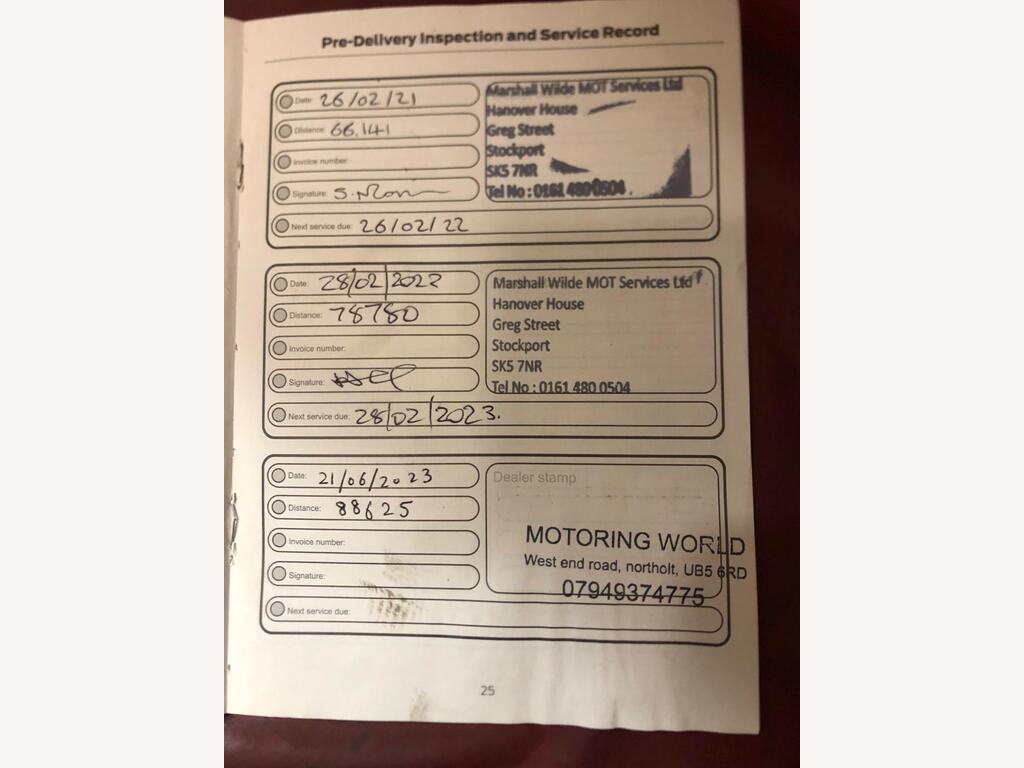 Pre-Delivery Inspection and Service Record
Date: 26/02/21
Distance: 66.141
Invoice number:
Signature:
Next service due: 26/02/22
Marshall Wilde MOT Services Ltd
Hanover House
Greg Street
Stockport
SK5 7NR
Tel No : 0161 480 0504
Date: 28/02/2022
Distance: 78780
Invoice number:
Signature:
Next service due: 28/02/2023.
Marshall Wilde MOT Services Ltd
Hanover House
Greg Street
Stockport
SK5 7NR
Tel No : 0161 480 0504
Date: 21/06/2023
Distance: 88625
Invoice number:
Signature:
Next service due:
Dealer stamp
MOTORING WORLD
West end road, northolt, UB5 6RD
07949374775
25